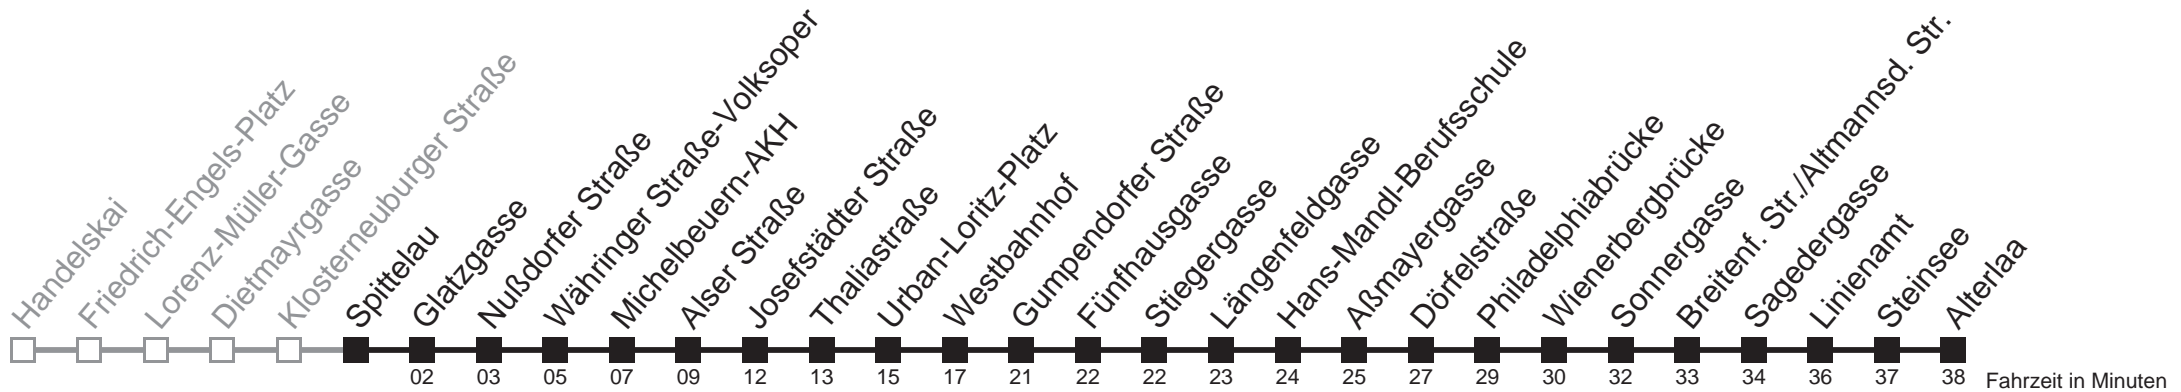 Handelskai
Friedrich-Engels-Platz
Lorenz-Müller-Gasse
Dietmayrgasse
Klosterneuburger Straße
Spittelau
Glatzgasse
Nußdorfer Straße
Währinger Straße-Volksoper
Michelbeuern-AKH
Alser Straße
Josefstädter Straße
Thaliastraße
Urban-Loritz-Platz
Westbahnhof
Gumpendorfer Straße
Fünfhausgasse
Stiegergasse
Längenfeldgasse
Hans-Mandl-Berufsschule
Aßmayergasse
Dörfelstraße
Philadelphiabrücke
Wienerbergbrücke
Sonnergasse
Breitenf. Str./Altmannsd. Str.
Sagedergasse
Linienamt
Steinsee
Alterlaa
02 03 05 07 09 12 13 15 17 21 22 22 23 24 25 27 29 30 32 33 34 36 37 38 Fahrzeit in Minuten